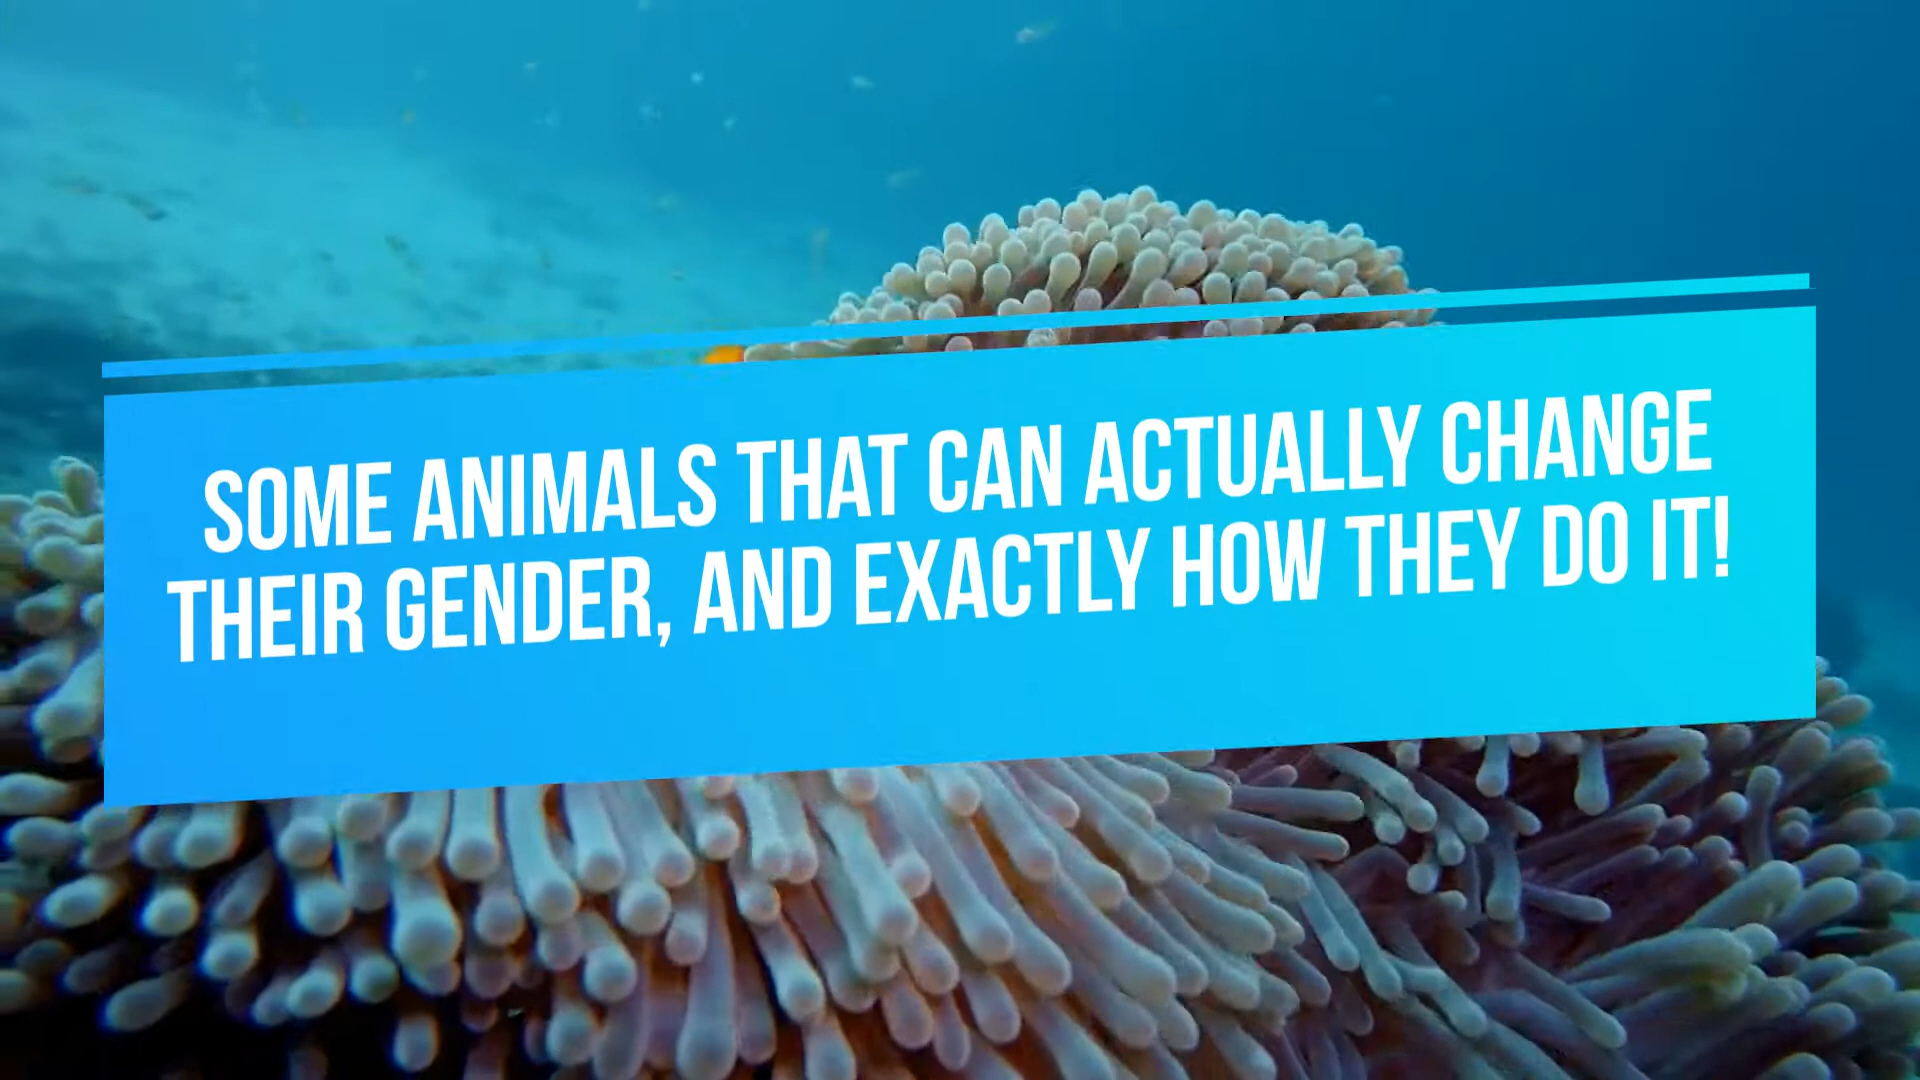 SOME ANIMALS THAT CAN ACTUALLY CHANGE
THEIR GENDER, AND EXACTLY HOW THEY DO IT!